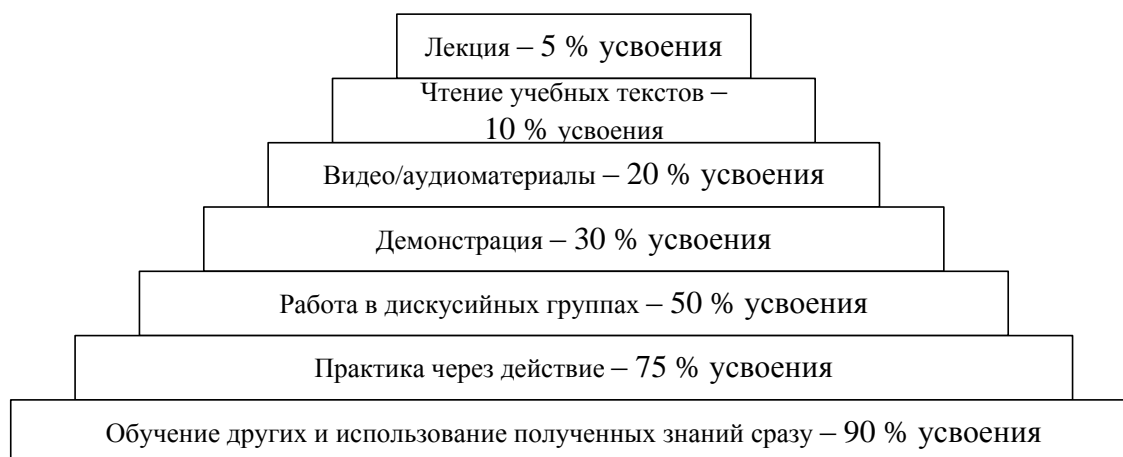 Лекция – 5 % усвоения
Чтение учебных текстов –
10 % усвоения
Видео/аудиоматериалы – 20 % усвоения
Демонстрация – 30 % усвоения
Работа в дискусийных группах – 50 % усвоения
Практика через действие – 75 % усвоения
Обучение других и использование полученных знаний сразу – 90 % усвоения